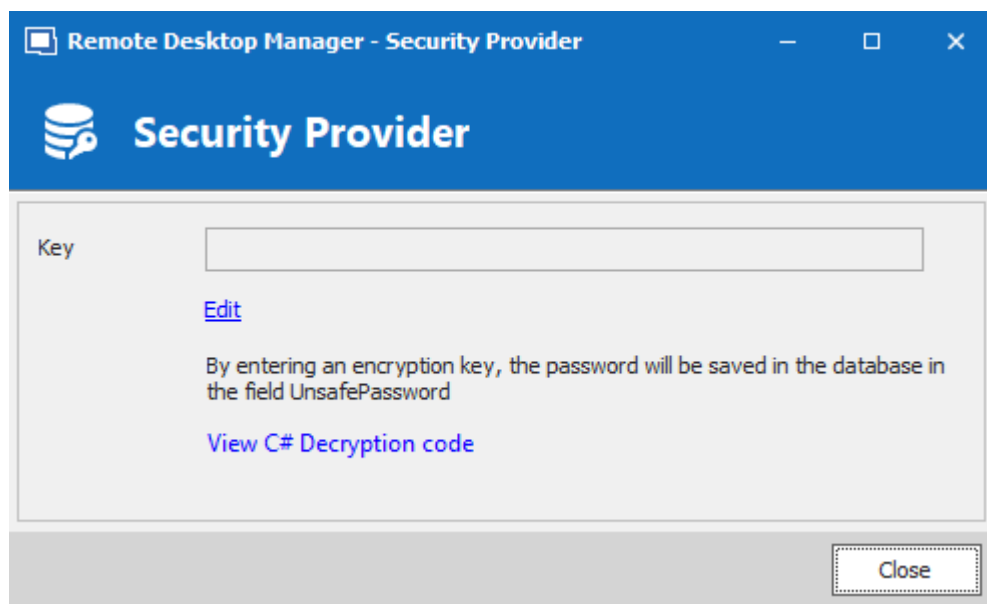 Remote Desktop Manager - Security Provider
Security Provider
Key
Edit
By entering an encryption key, the password will be saved in the database in
the field UnsafePassword
View C# Decryption code
Close